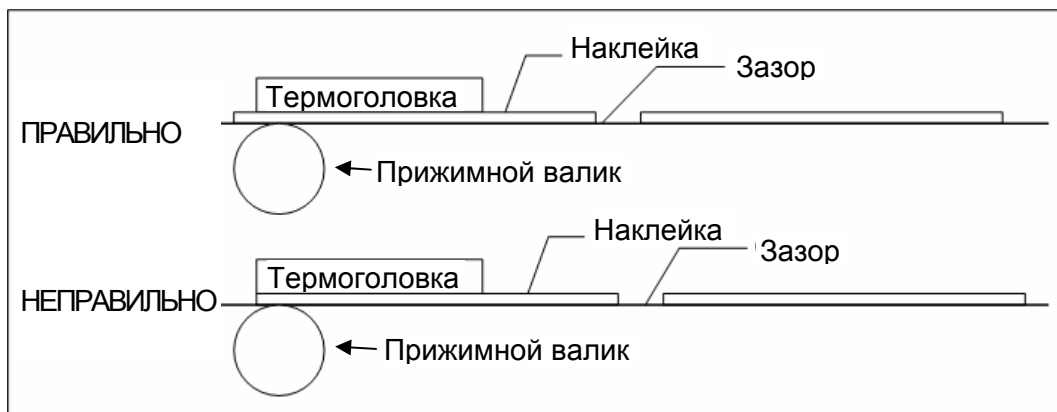 Наклейка
Зазор
Термоголовка
ПРАВИЛЬНО
Прижимной валик
Наклейка
Зазор
Термоголовка
НЕПРАВИЛЬНО
Прижимной валик